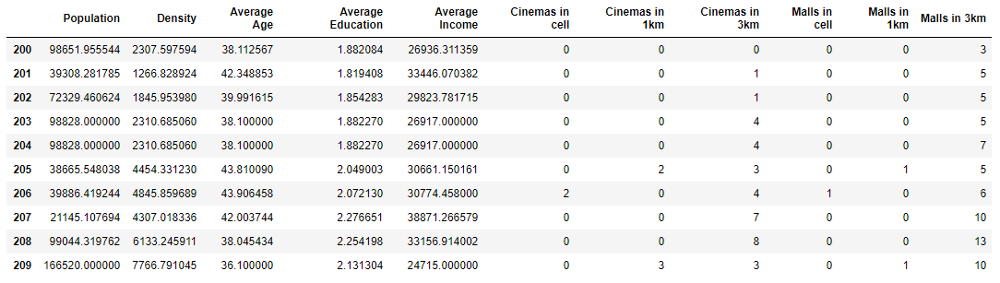 Population Density Average Age Average Education Average Income Cinemas in cell Cinemas in 1km Cinemas in 3km Malls in cell Malls in 1km Malls in 3km
200 98651.955544 2307.597594 38.112567 1.882084 26936.311359 0 0 0 0 0 3
201 39308.281785 1266.828924 42.348853 1.819408 33446.070382 0 0 1 0 0 5
202 72329.460624 1845.953980 39.991615 1.854283 29823.781715 0 0 1 0 0 5
203 98828.000000 2310.685060 38.100000 1.882270 26917.000000 0 0 4 0 0 5
204 98828.000000 2310.685060 38.100000 1.882270 26917.000000 0 0 4 0 0 7
205 38665.548038 4454.331230 43.810090 2.049003 30661.150161 0 2 3 0 1 5
206 39886.419244 4845.859689 43.906458 2.072130 30774.458000 2 0 4 1 0 6
207 21145.107694 4307.018336 42.003744 2.276651 38871.266579 0 0 7 0 0 10
208 99044.319762 6133.245911 38.045434 2.254198 33156.914002 0 0 8 0 0 13
209 166520.000000 7766.791045 36.100000 2.131304 24715.000000 0 3 3 0 1 10